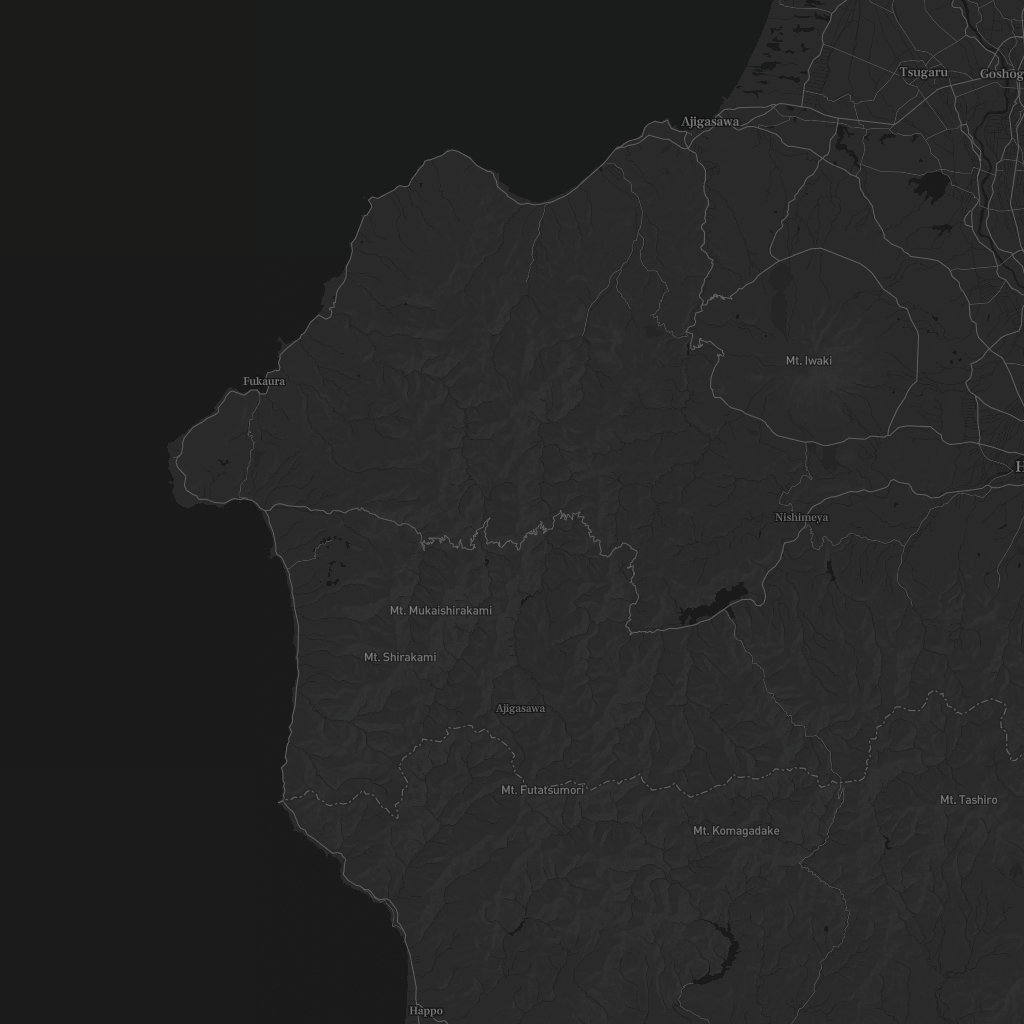 Tsugaru
Goshog
Ajigasawa
Mt. Iwaki
Fukaura
H
Nishimeya
Mt. Mukaishirakami
Mt. Shirakami
Ajigasawa
Mt. Futatsumori
Mt. Tashiro
Mt. Komagadake
Happo